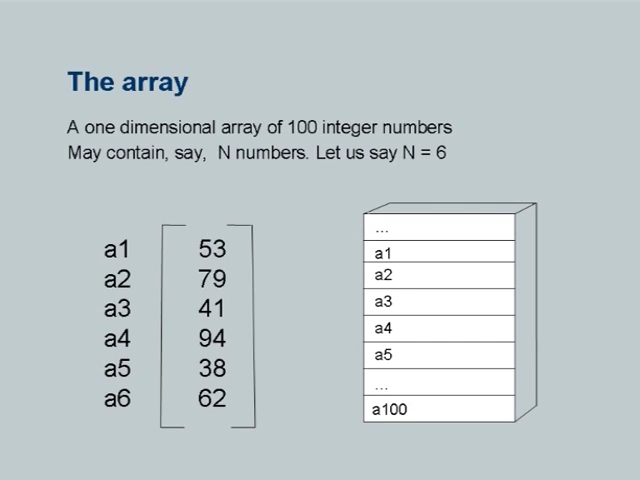 The array
A one dimensional array of 100 integer numbers
May contain, say, N numbers. Let us say N = 6
a1 53
a2 79
a3 41
a4 94
a5 38
a6 62
...
a1
a2
a3
a4
a5
...
a100